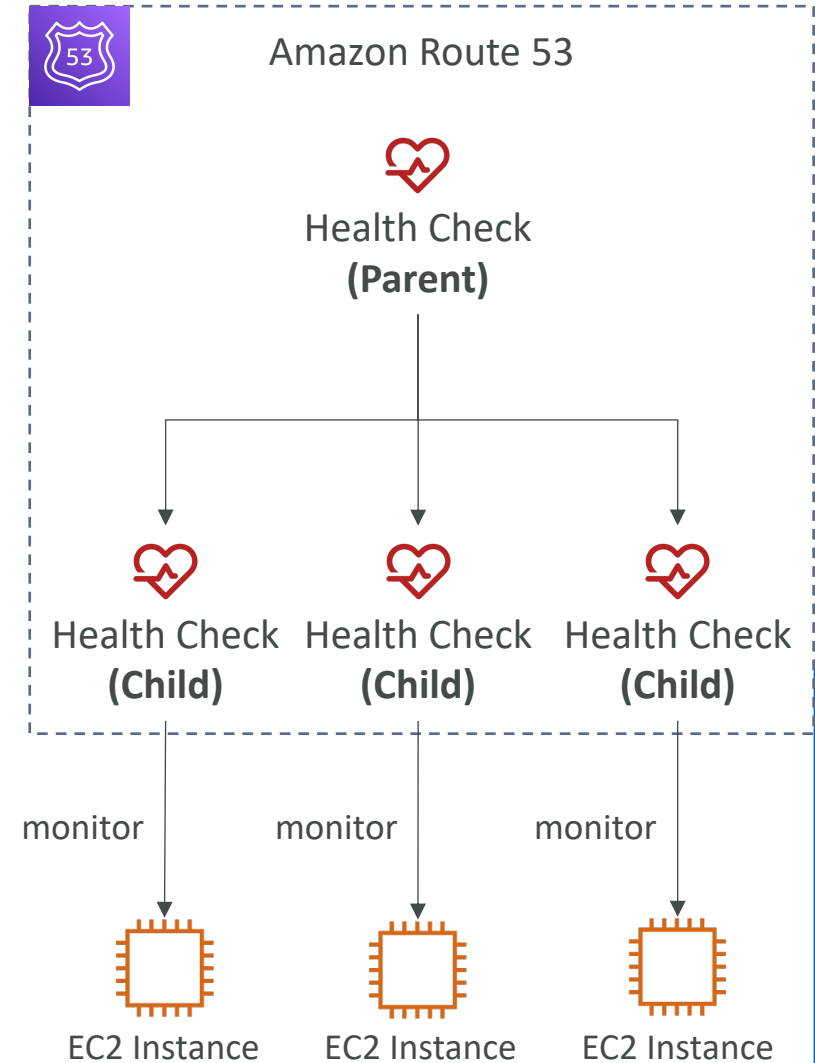 53
Amazon Route 53
Health Check
(Parent)
Health Check Health Check Health Check
(Child) (Child) (Child)
monitor monitor monitor
EC2 Instance EC2 Instance EC2 Instance